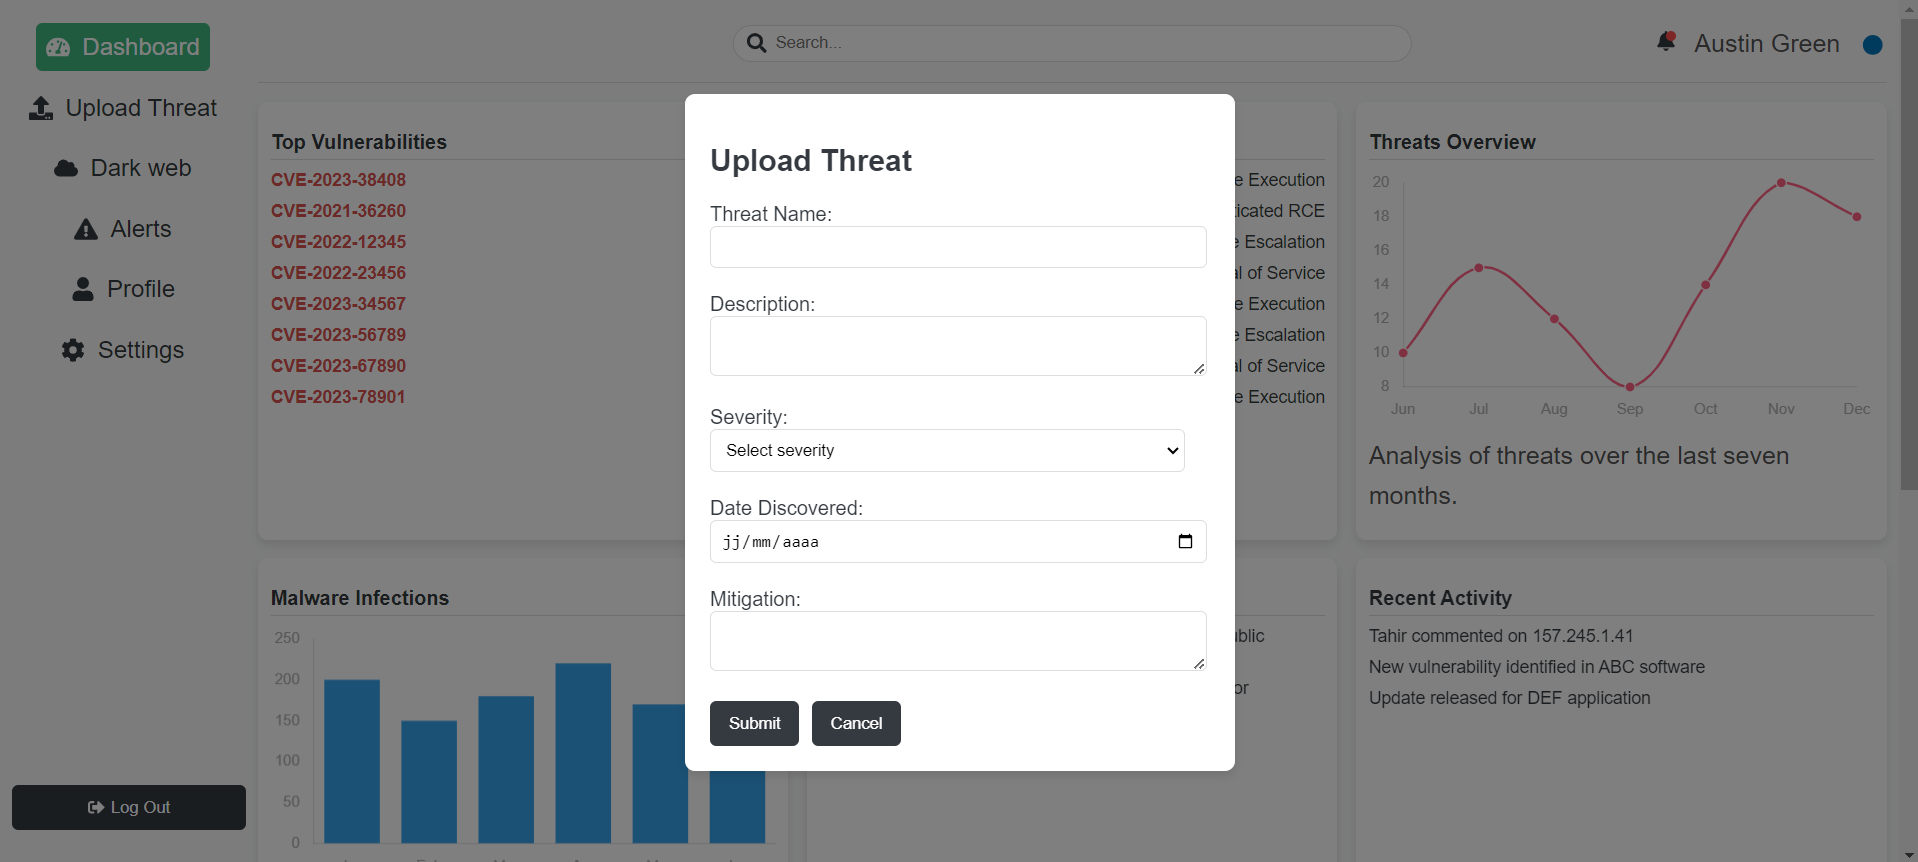 Dashboard
Upload Threat
Dark web
Alerts
Profile
Settings
Log Out
Search...
Austin Green
Top Vulnerabilities
CVE-2023-38408
CVE-2021-36260
CVE-2022-12345
CVE-2022-23456
CVE-2023-34567
CVE-2023-56789
CVE-2023-67890
CVE-2023-78901
Execution
RCE
Escalation
of Service
Execution
Escalation
of Service
Execution
Upload Threat
Threat Name:
Description:
Severity:
Select severity
Date Discovered:
jj/mm/aaaa
Mitigation:
Submit Cancel
Threats Overview
20
18
16
14
12
10
8
Jun Jul Aug Sep Oct Nov Dec
Analysis of threats over the last seven
months.
Malware Infections
250
200
150
100
50
0
or
Recent Activity
Tahir commented on 157.245.1.41
New vulnerability identified in ABC software
Update released for DEF application